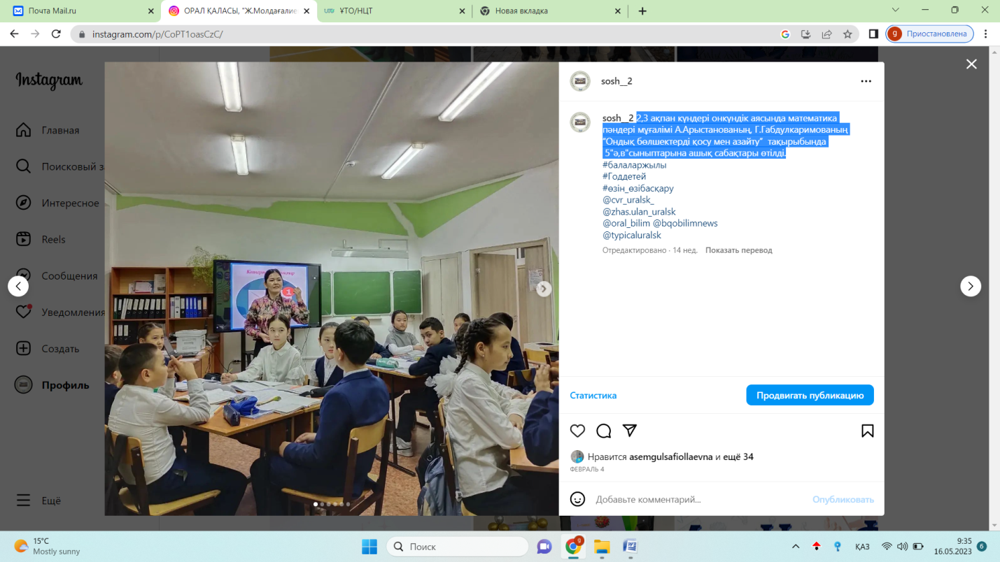 Почта Mail.ru
ОРАЛ ҚАЛАСЫ, "Ж.Молдағалие
ҰТО/НЦТ
Новая вкладка
instagram.com/p/CoPT1oasCzC/
Приостановлена
Instagram
Главная
Поисковый за
Интересное
Reels
Сообщения
Уведомления
Создать
Профиль
Ещё
sosh__2
sosh__2 2,3 ақпан күндері онкүндік аясында математика
пәндері мұғалімі А.Арыстанованың, Г.Габдулкаримованың
"Ондық бөлшектерді қосу мен азайту" тақырыбында
5"ә,в"сыныптарына ашық сабақтары өтілді.
#балаларжылы
#Годдетей
#өзін_өзібасқару
@cvr_uralsk_
@zhas.ulan_uralsk
@oral_bilim @bqobilimnews
@typicaluralsk
Отредактировано · 14 нед. Показать перевод
Статистика
Продвигать публикацию
Нравится asemgulsafiollaevna и ещё 34
ФЕВРАЛЬ 4
Добавьте комментарий...
Опубликовать
15°C
Mostly sunny
Поиск
ҚАЗ
9:35
16.05.2023
6